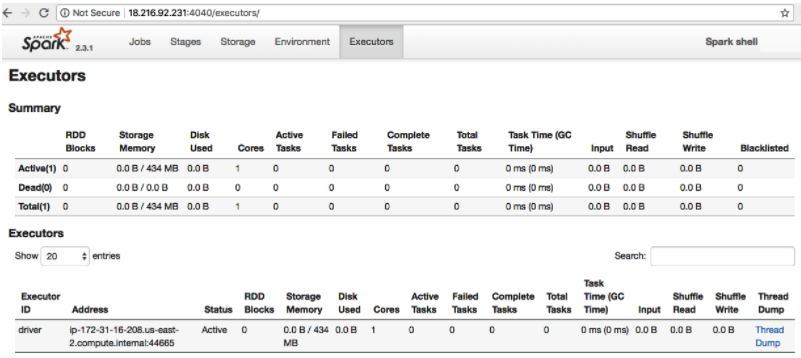 Not Secure | 18.216.92.231:4040/executors/
APACHE Spark 2.3.1 Jobs Stages Storage Environment Executors Spark shell
Executors
Summary
RDD Blocks Storage Memory Disk Used Cores Active Tasks Failed Tasks Complete Tasks Total Tasks Task Time (GC Time) Input Shuffle Read Shuffle Write Blacklisted
Active(1) 0 0.0 B / 434 MB 0.0 B 1 0 0 0 0 0 ms (0 ms) 0.0 B 0.0 B 0.0 B 0
Dead(0) 0 0.0 B / 0.0 B 0.0 B 0 0 0 0 0 0 ms (0 ms) 0.0 B 0.0 B 0.0 B 0
Total(1) 0 0.0 B / 434 MB 0.0 B 1 0 0 0 0 0 ms (0 ms) 0.0 B 0.0 B 0.0 B 0
Executors
Show 20 entries Search:
Executor ID Address Status RDD Blocks Storage Memory Disk Used Cores Active Tasks Failed Tasks Complete Tasks Total Tasks Task Time (GC Time) Input Shuffle Read Shuffle Write Thread Dump
driver ip-172-31-16-208.us-east-2.compute.internal:44665 Active 0 0.0 B / 434 MB 0.0 B 1 0 0 0 0 0 ms (0 ms) 0.0 B 0.0 B 0.0 B Thread Dump